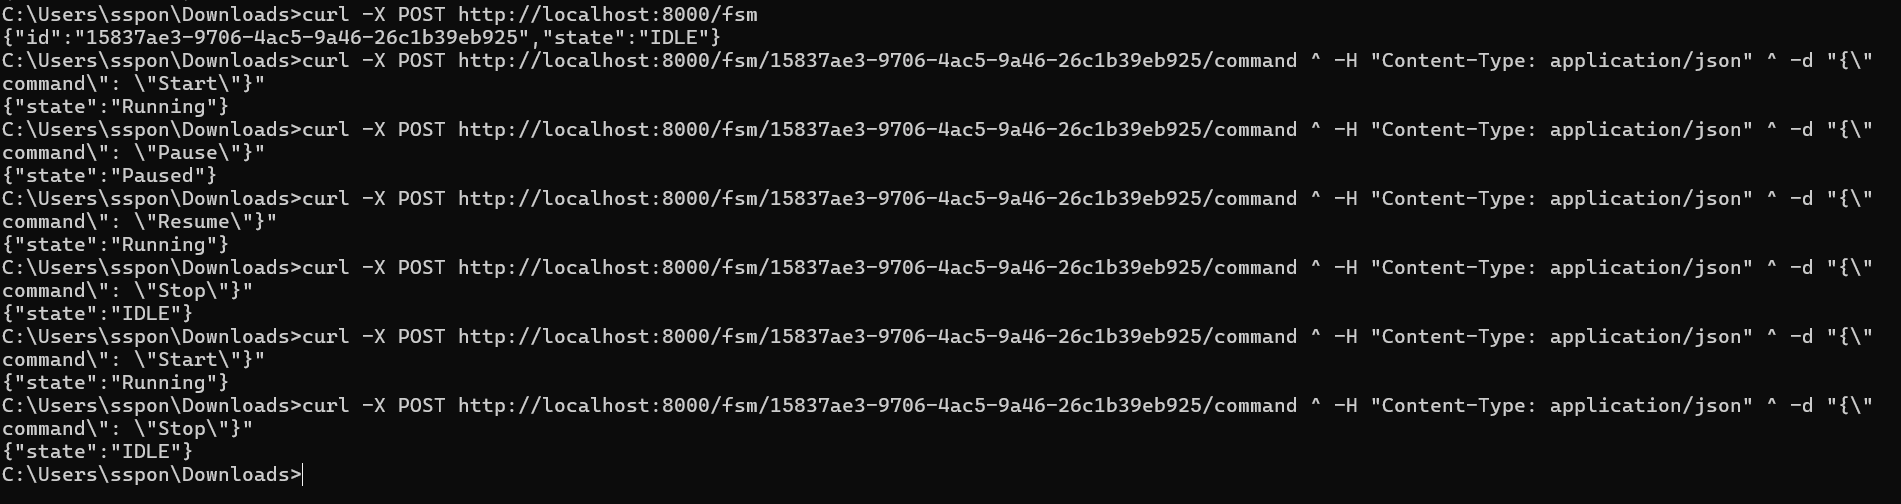 C:\Users\sspon\Downloads>curl -X POST http://localhost:8000/fsm
{"id":"15837ae3-9706-4ac5-9a46-26c1b39eb925","state":"IDLE"}
C:\Users\sspon\Downloads>curl -X POST http://localhost:8000/fsm/15837ae3-9706-4ac5-9a46-26c1b39eb925/command ^ -H "Content-Type: application/json" ^ -d "{\"
command\": \"Start\"}"
{"state":"Running"}
C:\Users\sspon\Downloads>curl -X POST http://localhost:8000/fsm/15837ae3-9706-4ac5-9a46-26c1b39eb925/command ^ -H "Content-Type: application/json" ^ -d "{\"
command\": \"Pause\"}"
{"state":"Paused"}
C:\Users\sspon\Downloads>curl -X POST http://localhost:8000/fsm/15837ae3-9706-4ac5-9a46-26c1b39eb925/command ^ -H "Content-Type: application/json" ^ -d "{\"
command\": \"Resume\"}"
{"state":"Running"}
C:\Users\sspon\Downloads>curl -X POST http://localhost:8000/fsm/15837ae3-9706-4ac5-9a46-26c1b39eb925/command ^ -H "Content-Type: application/json" ^ -d "{\"
command\": \"Stop\"}"
{"state":"IDLE"}
C:\Users\sspon\Downloads>curl -X POST http://localhost:8000/fsm/15837ae3-9706-4ac5-9a46-26c1b39eb925/command ^ -H "Content-Type: application/json" ^ -d "{\"
command\": \"Start\"}"
{"state":"Running"}
C:\Users\sspon\Downloads>curl -X POST http://localhost:8000/fsm/15837ae3-9706-4ac5-9a46-26c1b39eb925/command ^ -H "Content-Type: application/json" ^ -d "{\"
command\": \"Stop\"}"
{"state":"IDLE"}
C:\Users\sspon\Downloads>